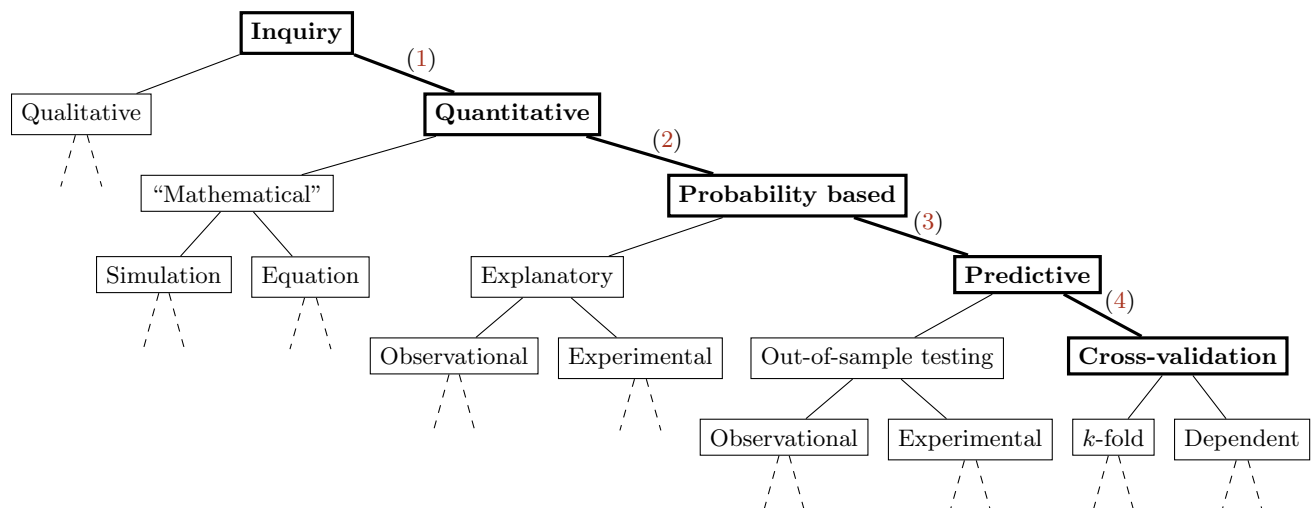 Inquiry
(1)
Qualitative
Quantitative
(2)
“Mathematical”
Probability based
(3)
Simulation
Equation
Explanatory
Predictive
(4)
Observational
Experimental
Out-of-sample testing
Cross-validation
Observational
Experimental
k-fold
Dependent